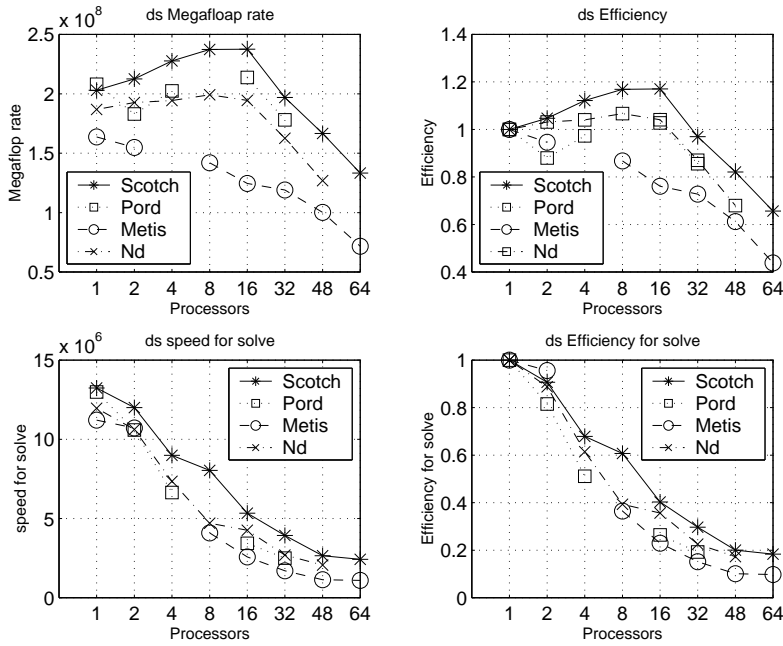 ds Megafloap rate
x 10^8
2.5
2
1.5
1
0.5
Megaflop rate
Scotch
Pord
Metis
Nd
1 2 4 8 16 32 48 64
Processors
ds Efficiency
1.4
1.2
1
0.8
0.6
0.4
Efficiency
Scotch
Pord
Metis
Nd
1 2 4 8 16 32 48 64
Processors
ds speed for solve
x 10^6
15
10
5
0
speed for solve
Scotch
Pord
Metis
Nd
1 2 4 8 16 32 48 64
Processors
ds Efficiency for solve
1
0.8
0.6
0.4
0.2
0
Efficiency for solve
Scotch
Pord
Metis
Nd
1 2 4 8 16 32 48 64
Processors